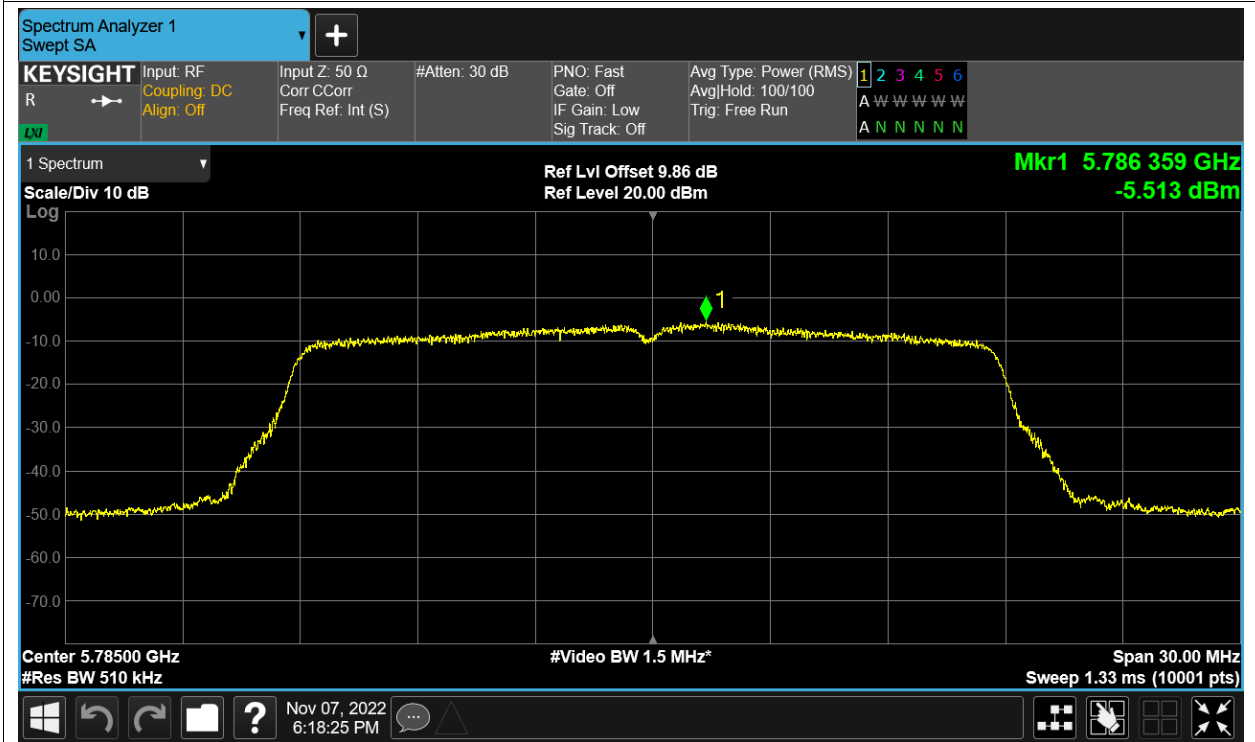 Spectrum Analyzer 1
Swept SA
KEYSIGHT
R
LXI
Input: RF
Coupling: DC
Align: Off
Input Z: 50 Ω
Corr CCorr
Freq Ref: Int (S)
#Atten: 30 dB
PNO: Fast
Gate: Off
IF Gain: Low
Sig Track: Off
Avg Type: Power (RMS)
Avg|Hold: 100/100
Trig: Free Run
1 2 3 4 5 6
A W W W W W
A N N N N N
1 Spectrum
Scale/Div 10 dB
Log
Ref Lvl Offset 9.86 dB
Ref Level 20.00 dBm
Mkr1 5.786 359 GHz
-5.513 dBm
10.0
0.00
1
-10.0
-20.0
-30.0
-40.0
-50.0
-60.0
-70.0
Center 5.78500 GHz
#Res BW 510 kHz
#Video BW 1.5 MHz*
Span 30.00 MHz
Sweep 1.33 ms (10001 pts)
?
Nov 07, 2022
6:18:25 PM